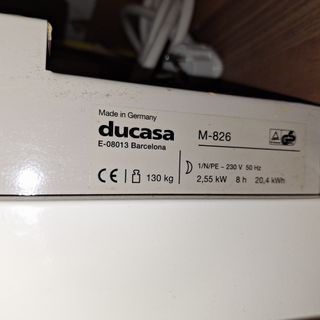 Made in Germany
ducasa
E-08013 Barcelona
M-826
1/N/PE ~ 230 V 50 Hz
CE 130 kg
2,55 kW 8 h 20,4 kWh